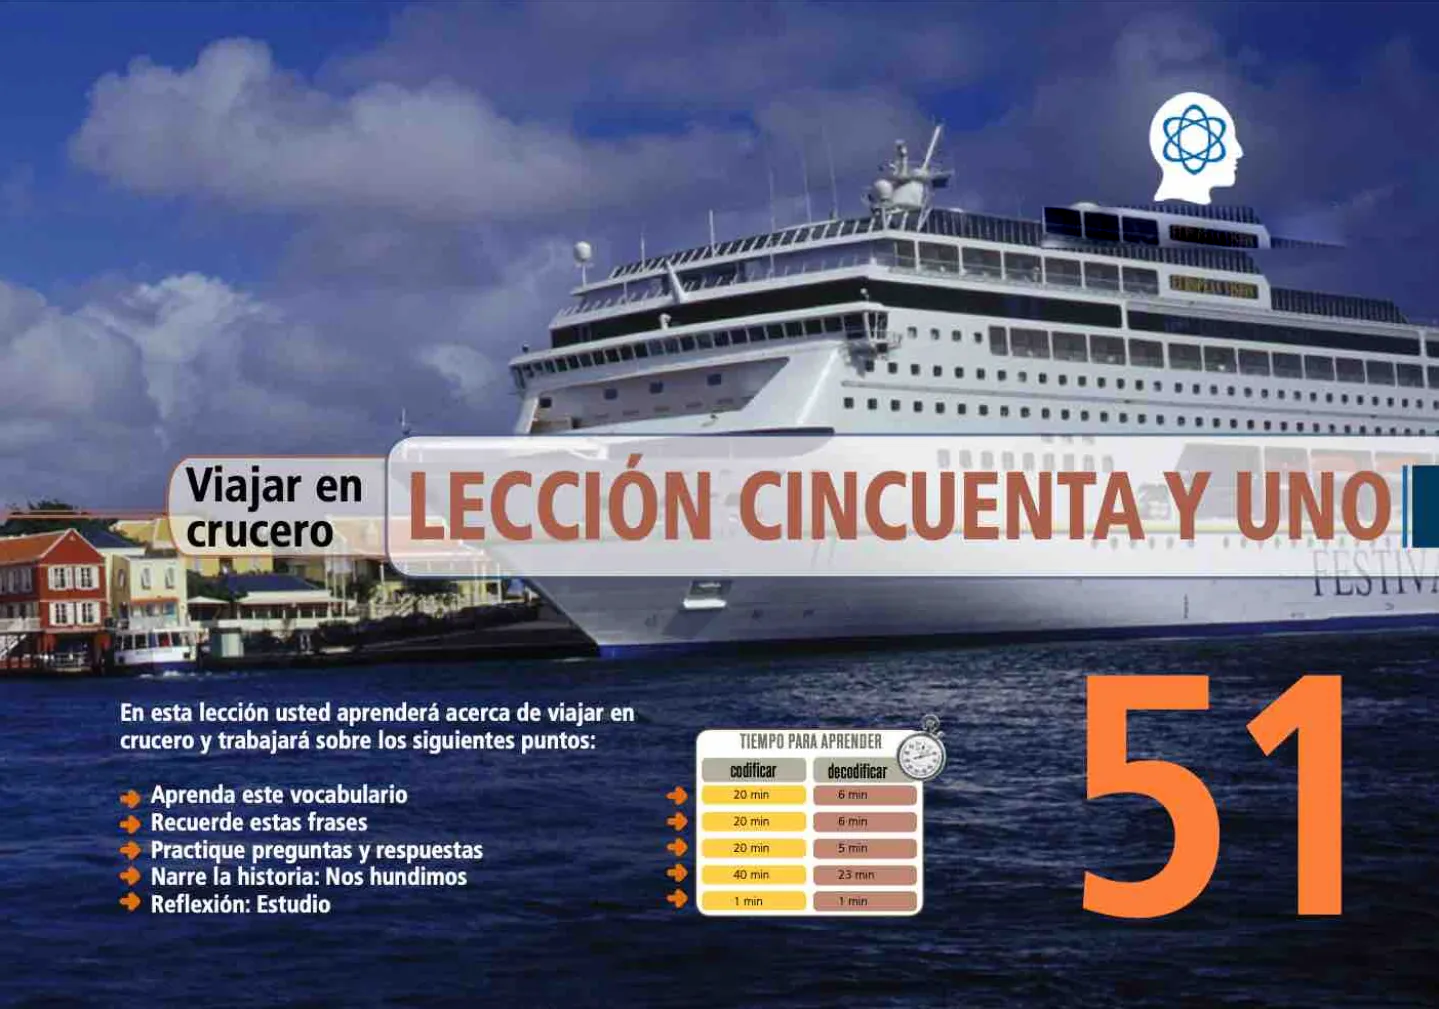 EUROPEAN VISION
Viajar en
crucero
LECCIÓN CINCUENTA Y UNO
FESTIVA
En esta lección usted aprenderá acerca de viajar en
crucero y trabajará sobre los siguientes puntos:
Aprenda este vocabulario
Recuerde estas frases
Practique preguntas y respuestas
Narre la historia: Nos hundimos
Reflexión: Estudio
TIEMPO PARA APRENDER
codificar decodificar
20 min 6 min
20 min 6 min
20 min 5 min
40 min 23 min
1 min 1 min
51